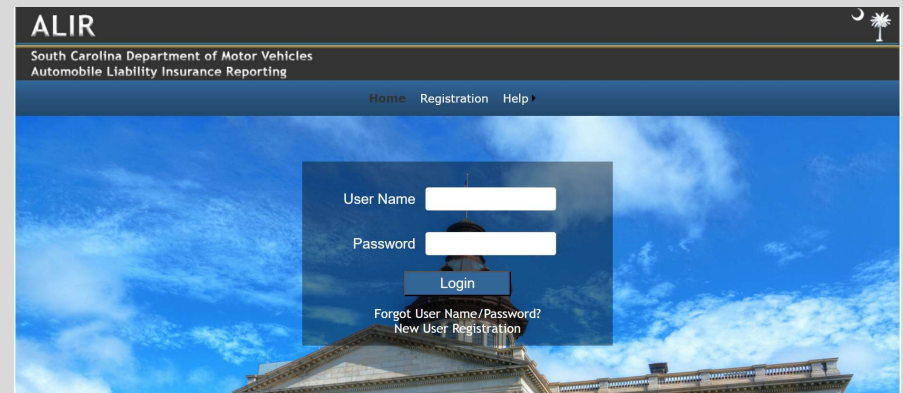 ALIR
South Carolina Department of Motor Vehicles
Automobile Liability Insurance Reporting
Home Registration Help
User Name
Password
Login
Forgot User Name/Password?
New User Registration